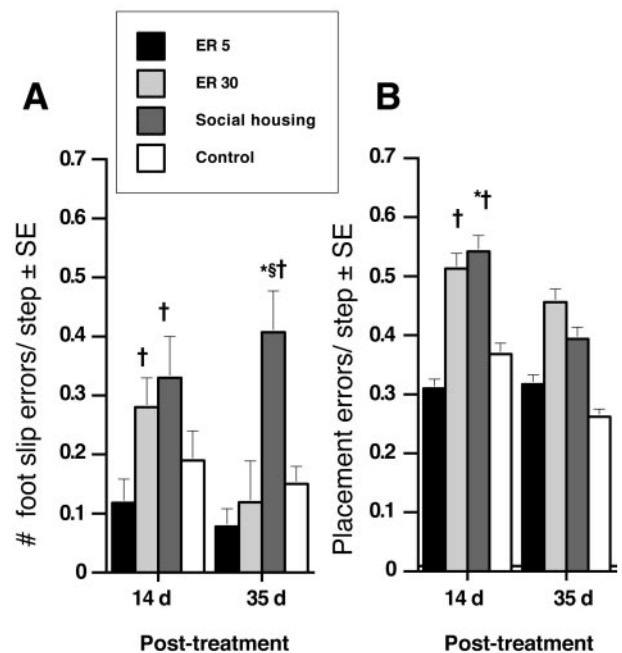 ER 5
ER 30
Social housing
Control
A
# foot slip errors/ step ± SE
0.7
0.6
0.5
0.4
0.3
0.2
0.1
0
†
†
*§†
14 d
35 d
Post-treatment
B
Placement errors/ step ± SE
0.7
0.6
0.5
0.4
0.3
0.2
0.1
0
†
*†
14 d
35 d
Post-treatment